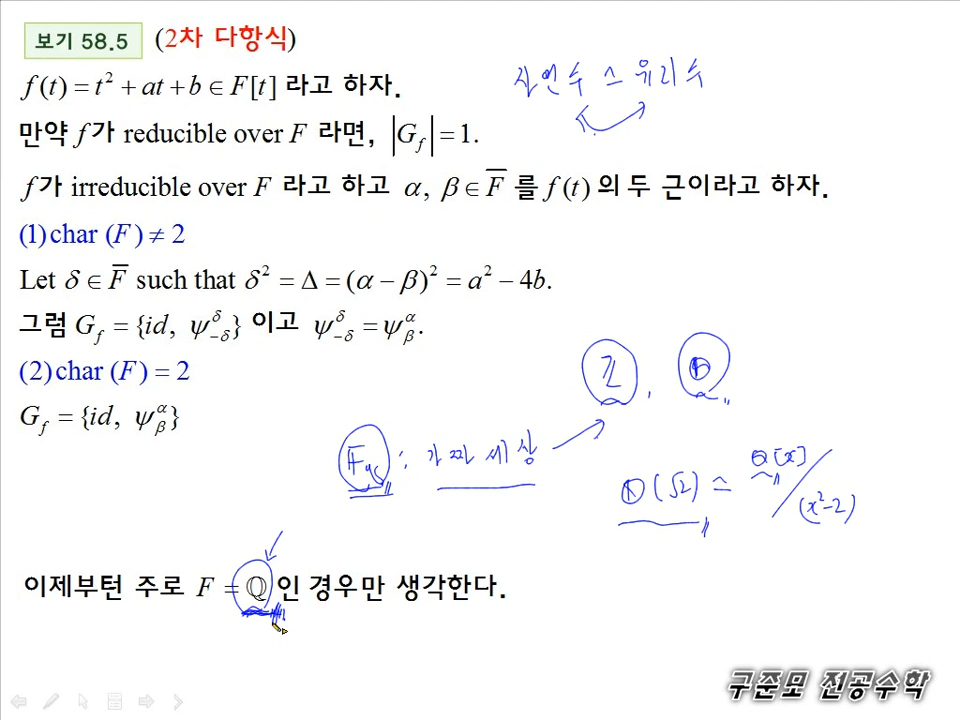 보기 58.5 (2차 다항식)
f(t) = t² + at + b ∈ F[t] 라고 하자.
자연수 스 유리수
만약 f가 reducible over F 라면, |G_f| = 1.
f가 irreducible over F 라고 하고 α, β ∈ F̅ 를 f(t) 의 두 근이라고 하자.
(1) char (F) ≠ 2
Let δ ∈ F̅ such that δ² = Δ = (α − β)² = a² − 4b.
그럼 G_f = {id, ψ^δ_{−δ}} 이고 ψ^δ_{−δ} = ψ^α_β.
(2) char (F) = 2
ℤ, ℚ
G_f = {id, ψ^α_β}
: 가짜 세상
ℚ(√2) ≃ ℚ[x] / (x²−2)
이제부턴 주로 F = ℚ 인 경우만 생각한다.
구준모 전공수학